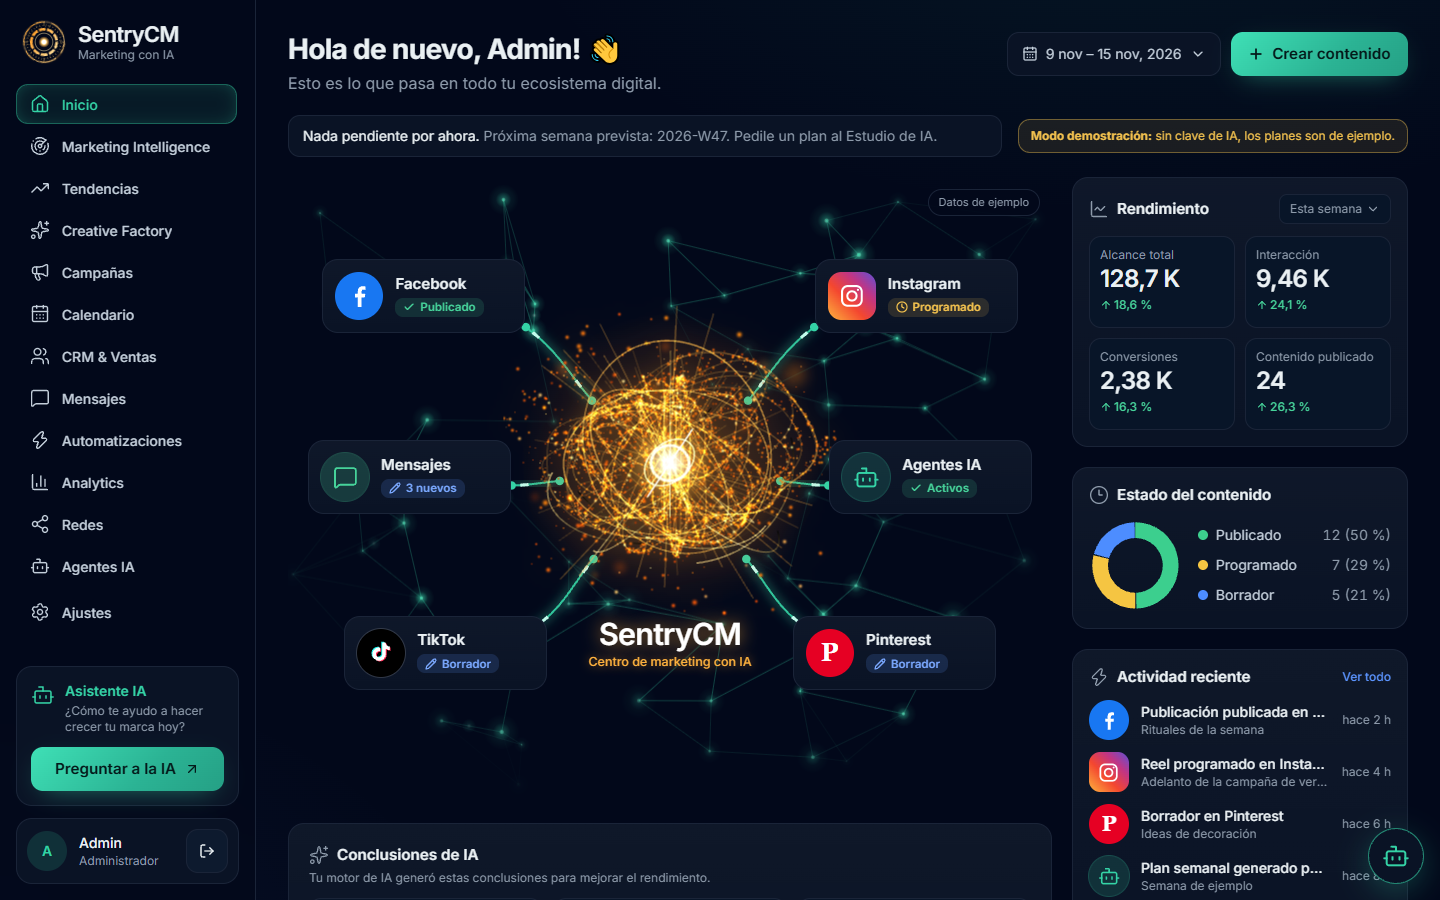 SentryCM
Marketing con IA
Inicio
Marketing Intelligence
Tendencias
Creative Factory
Campañas
Calendario
CRM & Ventas
Mensajes
Automatizaciones
Analytics
Redes
Agentes IA
Ajustes
Asistente IA
¿Cómo te ayudo a hacer
crecer tu marca hoy?
Preguntar a la IA
A
Admin
Administrador
Hola de nuevo, Admin! 👋
Esto es lo que pasa en todo tu ecosistema digital.
9 nov – 15 nov, 2026
Crear contenido
Nada pendiente por ahora. Próxima semana prevista: 2026-W47. Pedile un plan al Estudio de IA.
Modo demostración: sin clave de IA, los planes son de ejemplo.
Datos de ejemplo
Facebook
Publicado
Instagram
Programado
Mensajes
3 nuevos
Agentes IA
Activos
TikTok
Borrador
Pinterest
Borrador
SentryCM
Centro de marketing con IA
Conclusiones de IA
Tu motor de IA generó estas conclusiones para mejorar el rendimiento.
Rendimiento
Esta semana
Alcance total
128,7 K
↑ 18,6 %
Interacción
9,46 K
↑ 24,1 %
Conversiones
2,38 K
↑ 16,3 %
Contenido publicado
24
↑ 26,3 %
Estado del contenido
Publicado 12 (50 %)
Programado 7 (29 %)
Borrador 5 (21 %)
Actividad reciente
Ver todo
Publicación publicada en ...
Rituales de la semana
hace 2 h
Reel programado en Insta...
Adelanto de la campaña de ver...
hace 4 h
Borrador en Pinterest
Ideas de decoración
hace 6 h
Plan semanal generado p...
Semana de ejemplo
hace